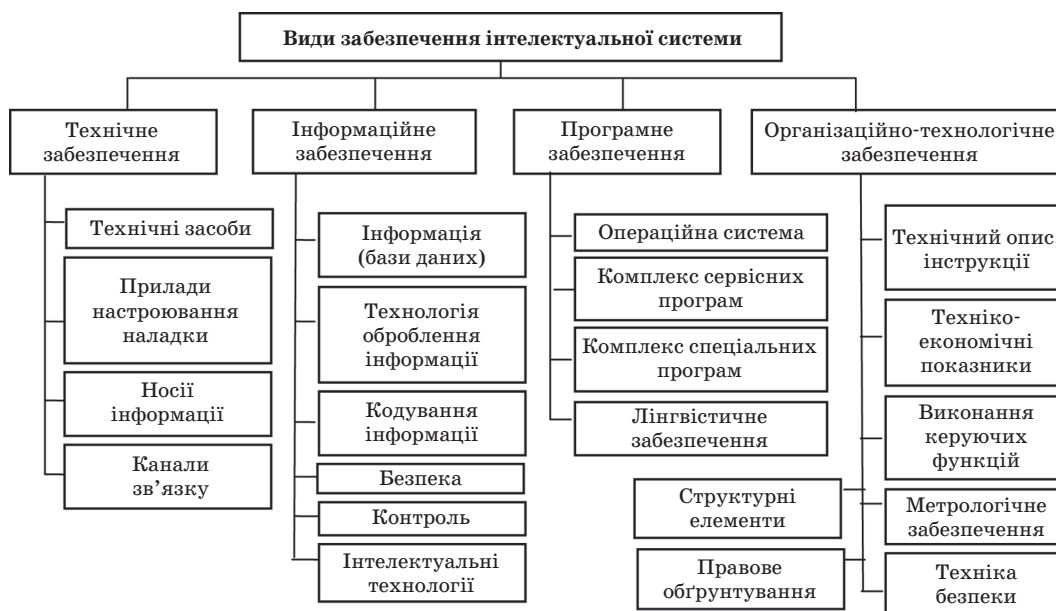 Види забезпечення інтелектуальної системи
Технічне
забезпечення
Технічні засоби
Прилади
настроювання
наладки
Носії
інформації
Канали
зв’язку
Інформаційне
забезпечення
Інформація
(бази даних)
Технологія
оброблення
інформації
Кодування
інформації
Безпека
Контроль
Інтелектуальні
технології
Програмне
забезпечення
Операційна система
Комплекс сервісних
програм
Комплекс спеціальних
програм
Лінгвістичне
забезпечення
Організаційно-технологічне
забезпечення
Технічний опис.
інструкції
Техніко-
економічні
показники
Виконання
керуючих
функцій
Структурні
елементи
Метрологічне
забезпечення
Правове
обґрунтування
Техніка
безпеки